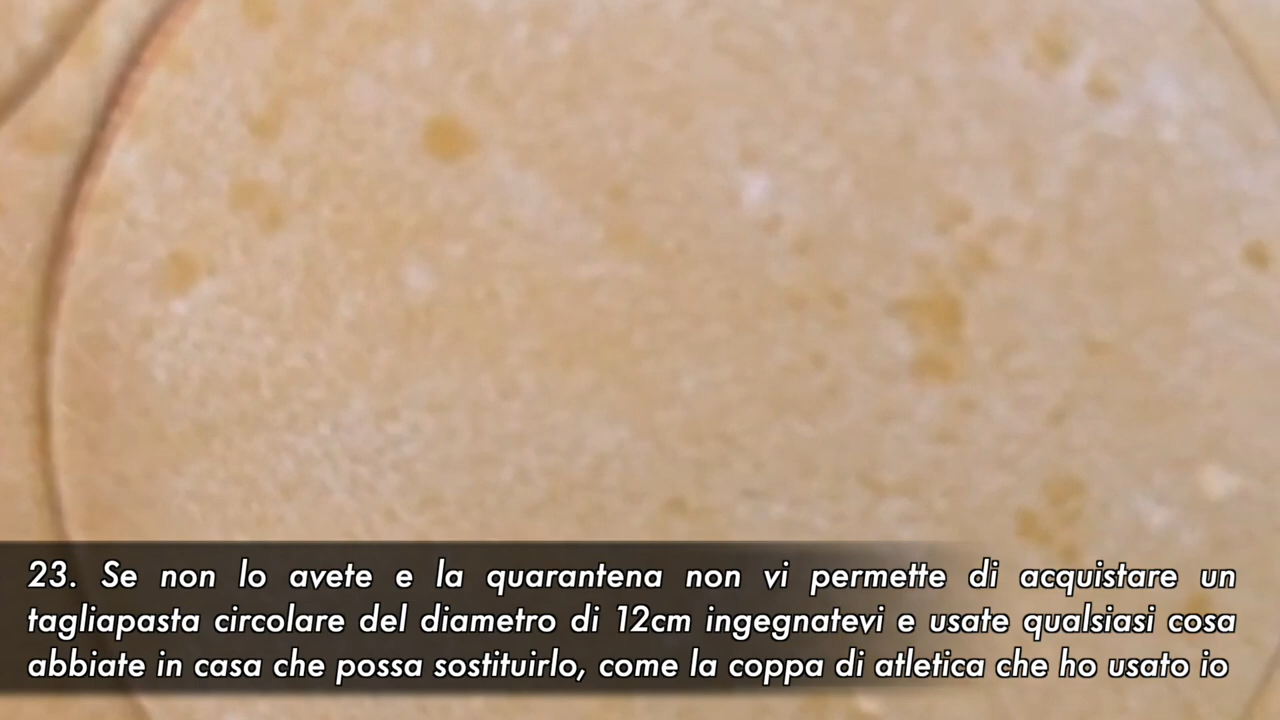 23. Se non lo avete e la quarantena non vi permette di acquistare un
tagliapasta circolare del diametro di 12cm ingegnatevi e usate qualsiasi cosa
abbiate in casa che possa sostituirlo, come la coppa di atletica che ho usato io